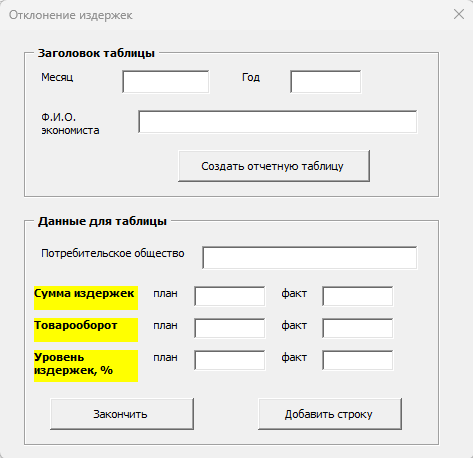 Отклонение издержек
Заголовок таблицы
Месяц Год
Ф.И.О.
экономиста
Создать отчетную таблицу
Данные для таблицы
Потребительское общество
Сумма издержек план факт
Товарооборот план факт
Уровень
издержек, % план факт
Закончить Добавить строку